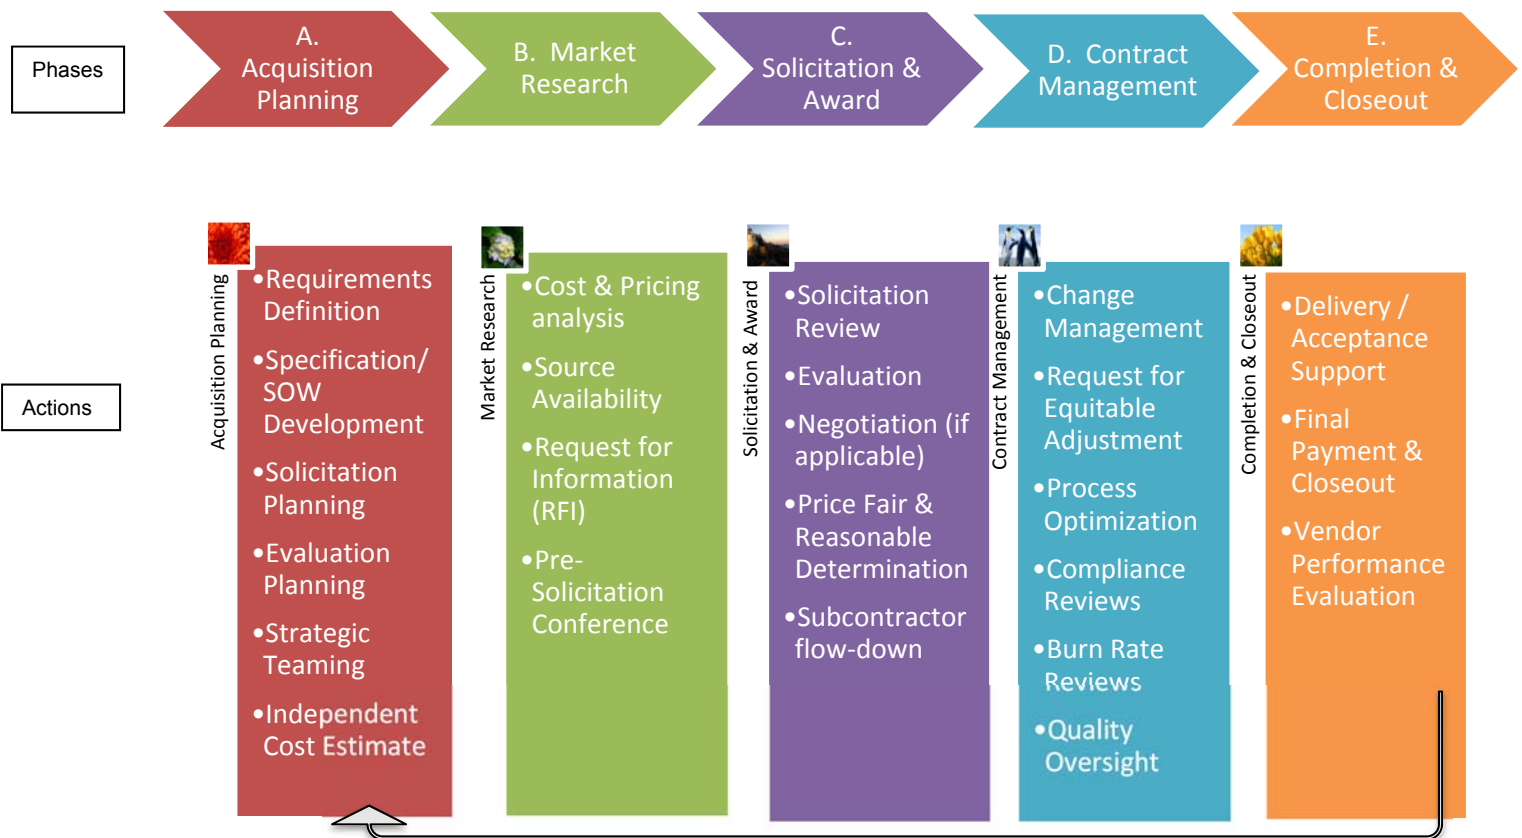 Phases
A.
Acquisition
Planning
B.  Market
Research
C.
Solicitation &
Award
D.  Contract
Management
E.
Completion &
Closeout
Actions
Acquisition Planning
•Requirements
Definition
•Specification/
SOW
Development
•Solicitation
Planning
•Evaluation
Planning
•Strategic
Teaming
•Independent
Cost Estimate
Market Research
•Cost & Pricing
analysis
•Source
Availability
•Request for
Information
(RFI)
•Pre-
Solicitation
Conference
Solicitation & Award
•Solicitation
Review
•Evaluation
•Negotiation (if
applicable)
•Price Fair &
Reasonable
Determination
•Subcontractor
flow-down
Contract Management
•Change
Management
•Request for
Equitable
Adjustment
•Process
Optimization
•Compliance
Reviews
•Burn Rate
Reviews
•Quality
Oversight
Completion & Closeout
•Delivery /
Acceptance
Support
•Final
Payment &
Closeout
•Vendor
Performance
Evaluation